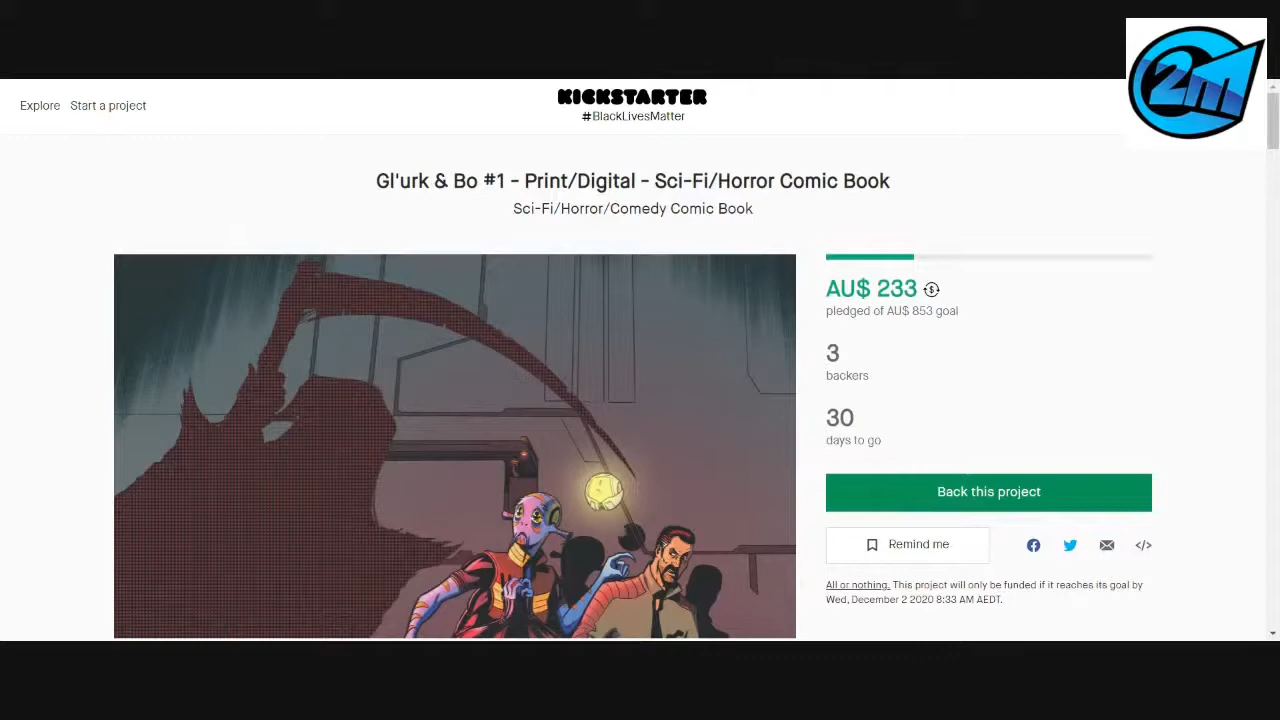 2m
Explore Start a project
KICKSTARTER
#BlackLivesMatter
Gl'urk & Bo #1 - Print/Digital - Sci-Fi/Horror Comic Book
Sci-Fi/Horror/Comedy Comic Book
AU$ 233
pledged of AU$ 853 goal
3
backers
30
days to go
Back this project
Remind me
All or nothing. This project will only be funded if it reaches its goal by
Wed, December 2 2020 8:33 AM AEDT.